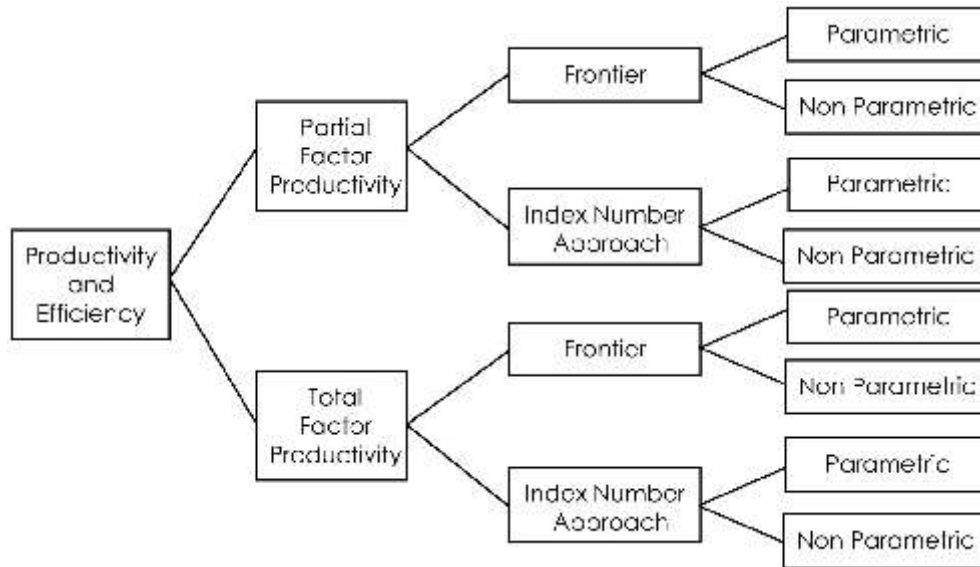 Productivity
and
Efficiency
Partial
Factor
Productivity
Total
Factor
Productivity
Frontier
Index Number
Approach
Frontier
Index Number
Approach
Parametric
Non Parametric
Parametric
Non Parametric
Parametric
Non Parametric
Parametric
Non Parametric